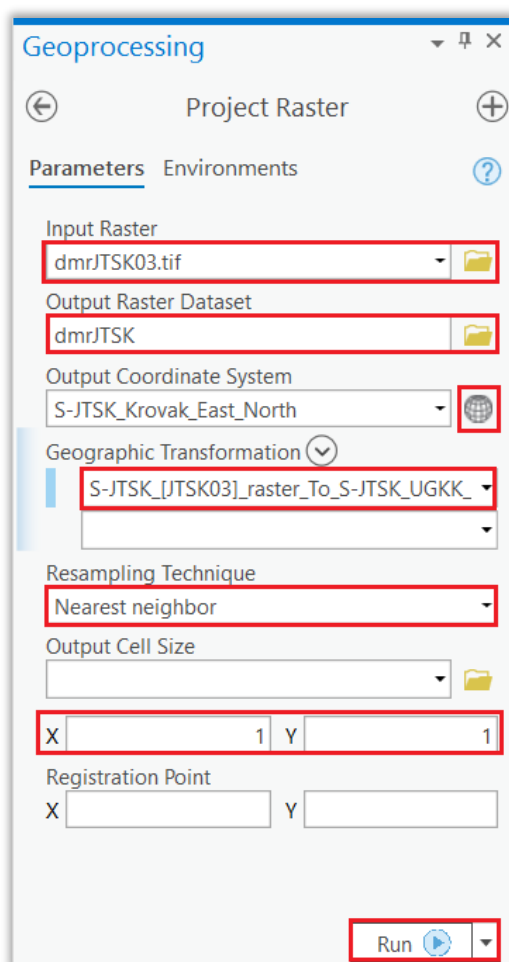 Geoprocessing
Project Raster
Parameters Environments
Input Raster
dmrJTSK03.tif
Output Raster Dataset
dmrJTSK
Output Coordinate System
S-JTSK_Krovak_East_North
Geographic Transformation
S-JTSK_[JTSK03]_raster_To_S-JTSK_UGKK_
Resampling Technique
Nearest neighbor
Output Cell Size
X 1 Y 1
Registration Point
X Y
Run